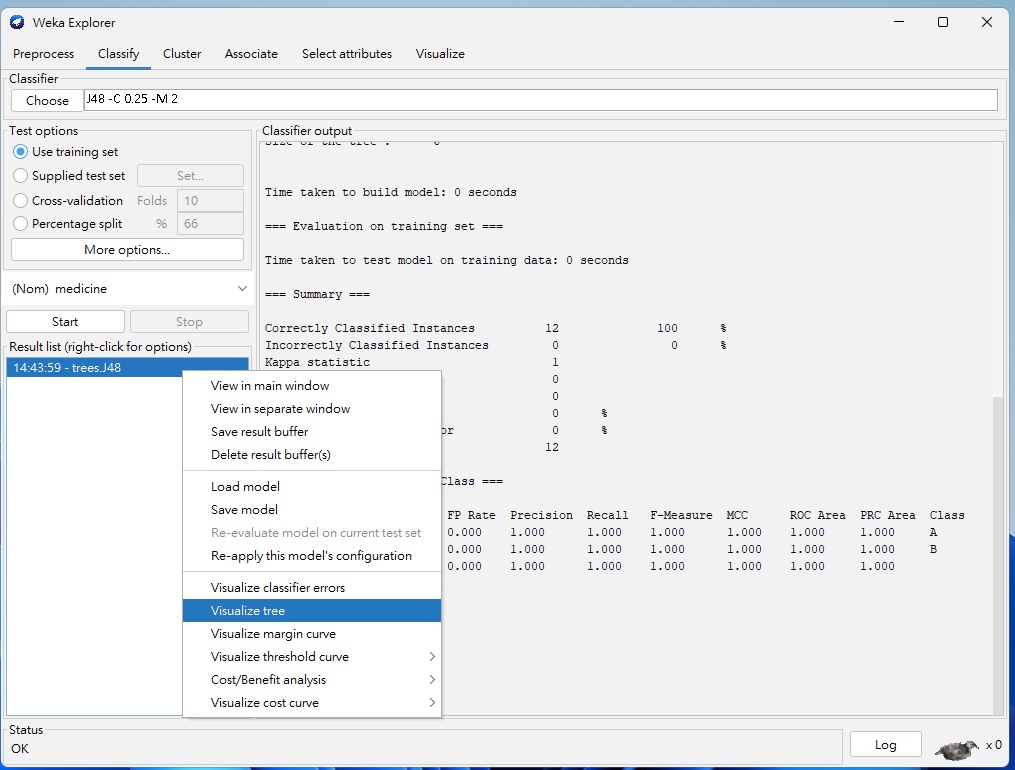 Weka Explorer
Preprocess Classify Cluster Associate Select attributes Visualize
Classifier
Choose J48 -C 0.25 -M 2
Test options
Use training set
Supplied test set Set...
Cross-validation Folds 10
Percentage split % 66
More options...
(Nom) medicine
Start Stop
Result list (right-click for options)
14:43:59 - trees.J48
View in main window
View in separate window
Save result buffer
Delete result buffer(s)
Load model
Save model
Re-evaluate model on current test set
Re-apply this model's configuration
Visualize classifier errors
Visualize tree
Visualize margin curve
Visualize threshold curve
Cost/Benefit analysis
Visualize cost curve
Classifier output
Size of the tree :
Time taken to build model: 0 seconds
=== Evaluation on training set ===
Time taken to test model on training data: 0 seconds
=== Summary ===
Correctly Classified Instances 12 100 %
Incorrectly Classified Instances 0 0 %
Kappa statistic 1
0
0
0 %
or 0 %
12
Class ===
FP Rate Precision Recall F-Measure MCC ROC Area PRC Area Class
0.000 1.000 1.000 1.000 1.000 1.000 1.000 A
0.000 1.000 1.000 1.000 1.000 1.000 1.000 B
0.000 1.000 1.000 1.000 1.000 1.000 1.000
Status
OK
Log x 0